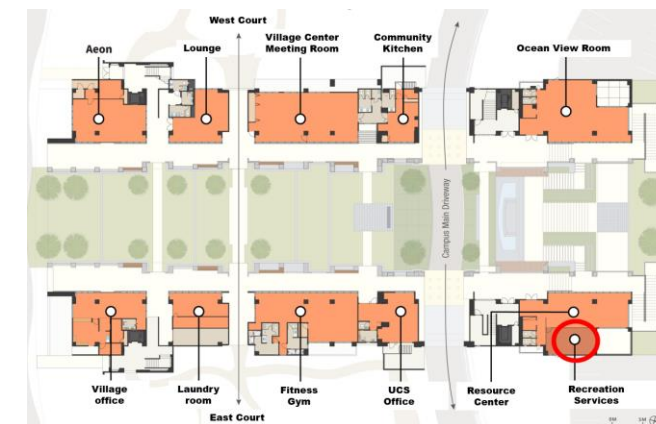 West Court
Aeon
Lounge
Village Center
Meeting Room
Community
Kitchen
Ocean View Room
Campus Main Driveway
Village
office
Laundry
room
Fitness
Gym
UCS
Office
Resource
Center
Recreation
Services
East Court